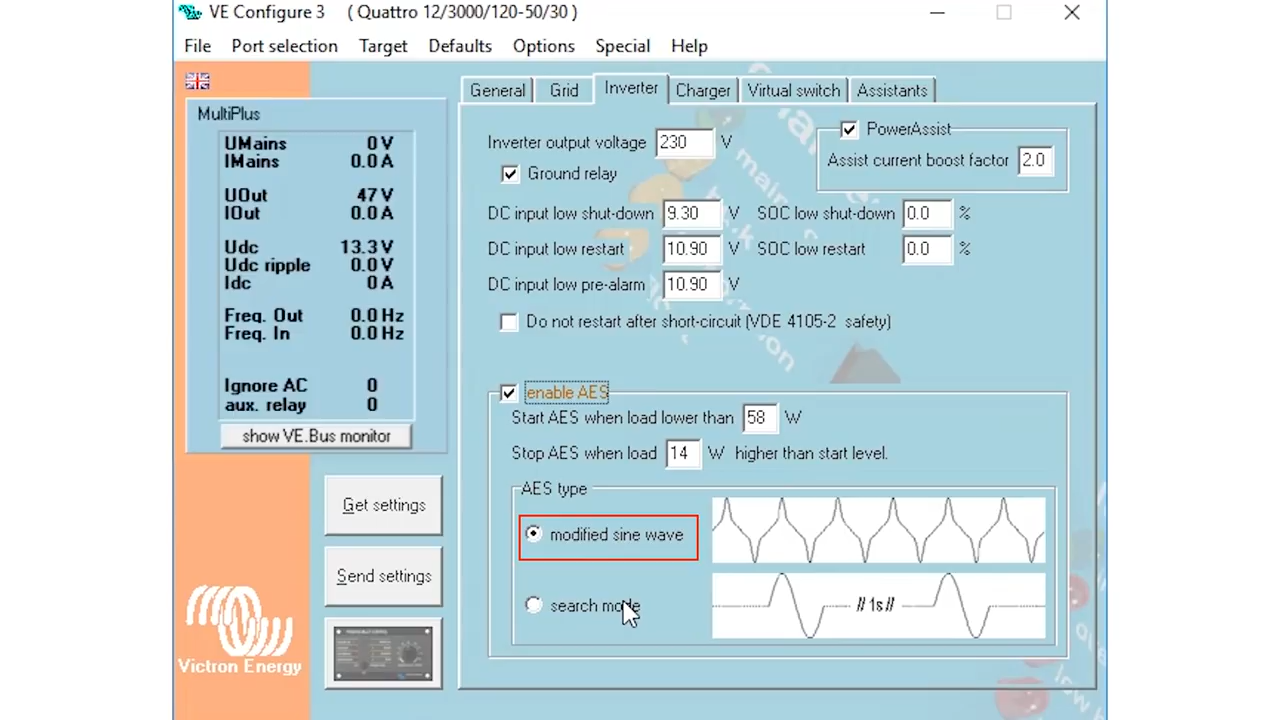 VE Configure 3 ( Quattro 12/3000/120-50/30 )
File Port selection Target Defaults Options Special Help
General Grid Inverter Charger Virtual switch Assistants
MultiPlus
UMains 0 V
IMains 0.0 A
UOut 47 V
IOut 0.0 A
Udc 13.3 V
Udc ripple 0.0 V
Idc 0 A
Freq. Out 0.0 Hz
Freq. In 0.0 Hz
Ignore AC 0
aux. relay 0
show VE.Bus monitor
Get settings
Send settings
Victron Energy
Inverter output voltage 230 V
Ground relay
PowerAssist
Assist current boost factor 2.0
DC input low shut-down 9.30 V SOC low shut-down 0.0 %
DC input low restart 10.90 V SOC low restart 0.0 %
DC input low pre-alarm 10.90 V
Do not restart after short-circuit (VDE 4105-2 safety)
enable AES
Start AES when load lower than 58 W
Stop AES when load 14 W higher than start level.
AES type
modified sine wave
search mode
// 1s //